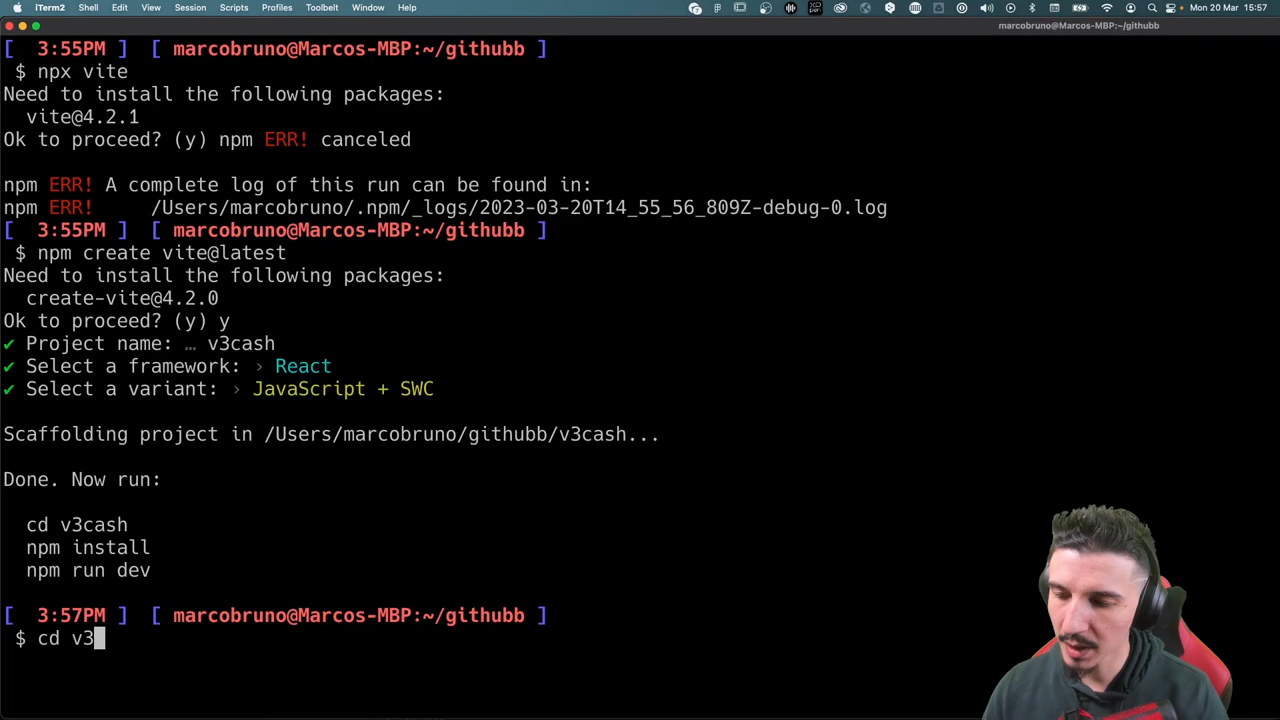 iTerm2 Shell Edit View Session Scripts Profiles Toolbelt Window Help Mon 20 Mar 15:57
marcobruno@Marcos-MBP:~/githubb
[ 3:55PM ] [ marcobruno@Marcos-MBP:~/githubb ]
$ npx vite
Need to install the following packages:
vite@4.2.1
Ok to proceed? (y) npm ERR! canceled
npm ERR! A complete log of this run can be found in:
npm ERR! /Users/marcobruno/.npm/_logs/2023-03-20T14_55_56_809Z-debug-0.log
[ 3:55PM ] [ marcobruno@Marcos-MBP:~/githubb ]
$ npm create vite@latest
Need to install the following packages:
create-vite@4.2.0
Ok to proceed? (y) y
✔ Project name: … v3cash
✔ Select a framework: › React
✔ Select a variant: › JavaScript + SWC
Scaffolding project in /Users/marcobruno/githubb/v3cash...
Done. Now run:
cd v3cash
npm install
npm run dev
[ 3:57PM ] [ marcobruno@Marcos-MBP:~/githubb ]
$ cd v3